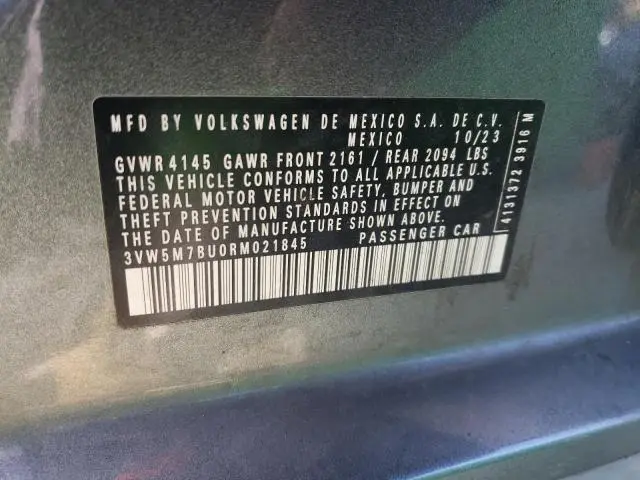 MFD BY VOLKSWAGEN DE MEXICO S.A. DE C.V.
MEXICO 10/23
GVWR 4145 GAWR FRONT 2161 / REAR 2094 LBS
THIS VEHICLE CONFORMS TO ALL APPLICABLE U.S.
FEDERAL MOTOR VEHICLE SAFETY, BUMPER AND
THEFT PREVENTION STANDARDS IN EFFECT ON
THE DATE OF MANUFACTURE SHOWN ABOVE.
3VW5M7BU0RM021845 PASSENGER CAR
4131372 3916 M